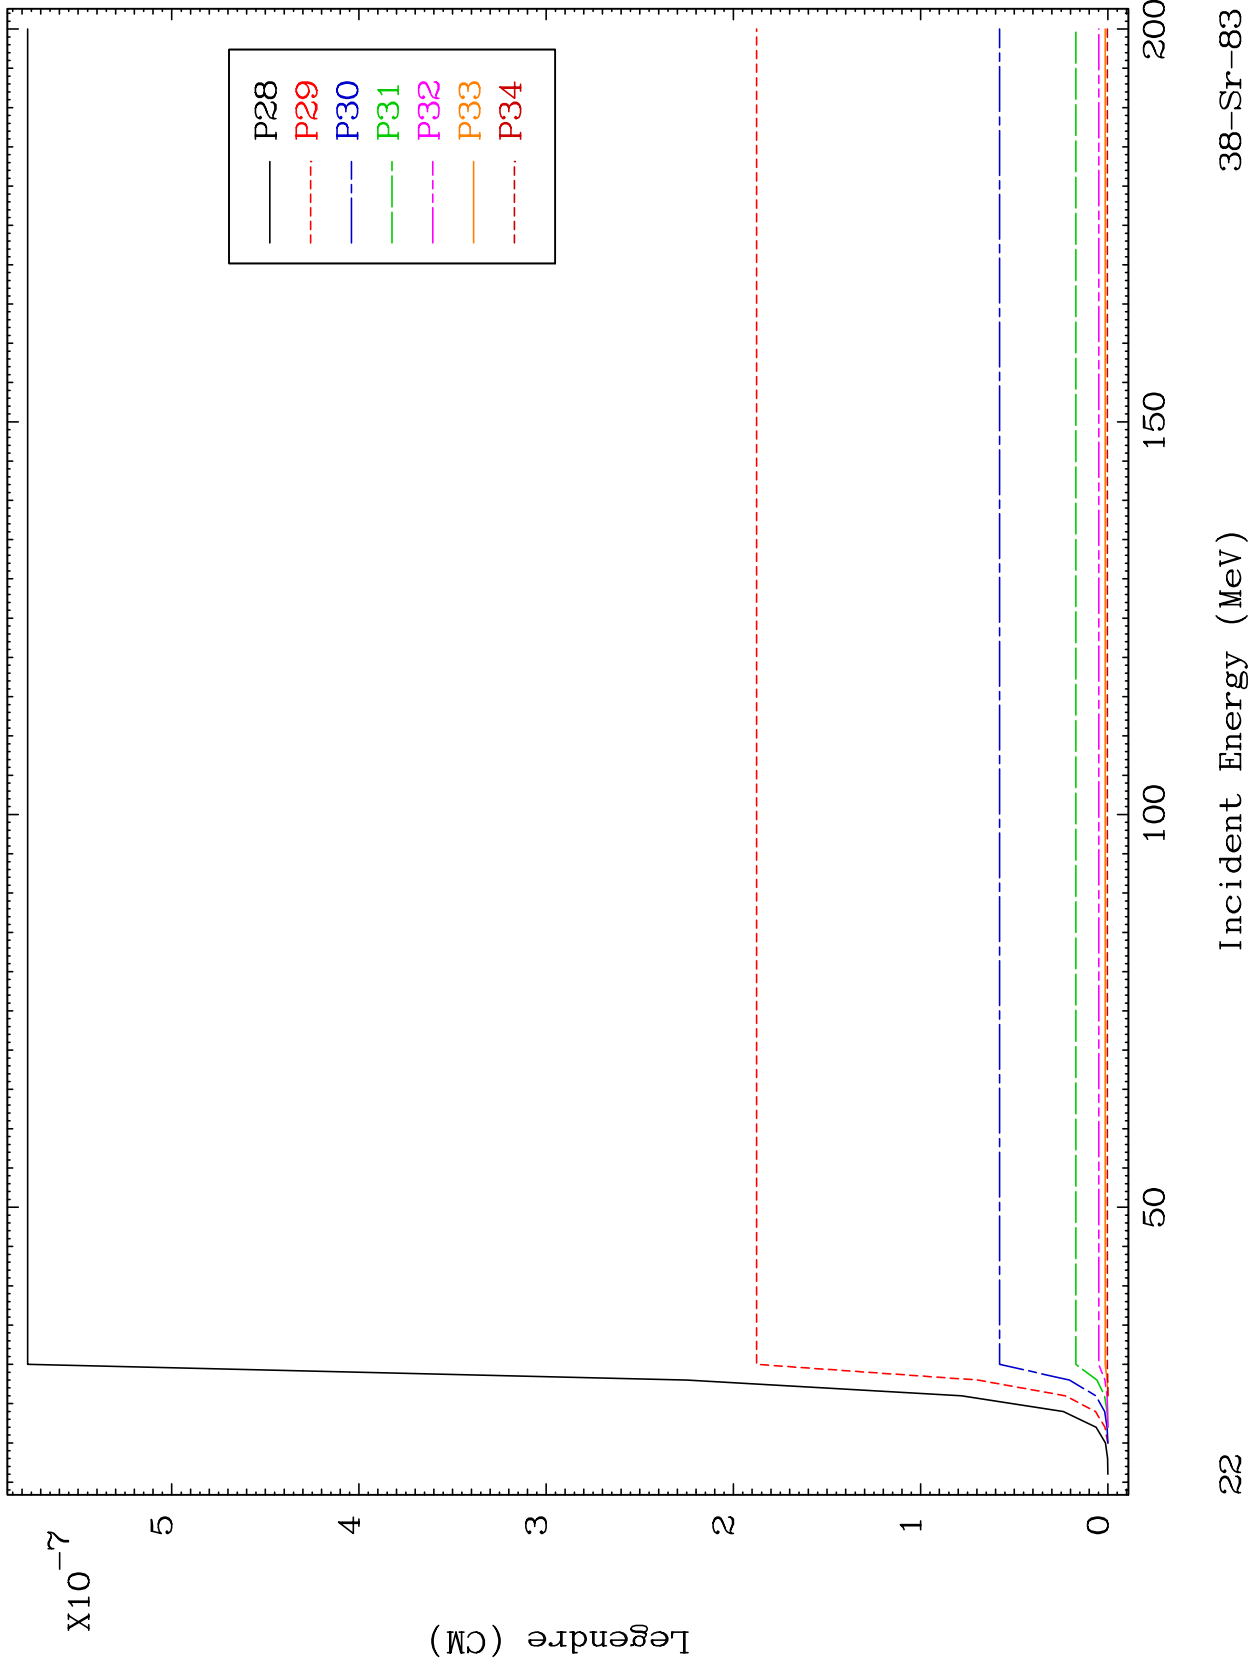 X10-7
5
4
3
2
1
0
Legendre (CM)
P28
P29
P30
P31
P32
P33
P34
50
100
150
200
Incident Energy (MeV)
22
38-Sr-83